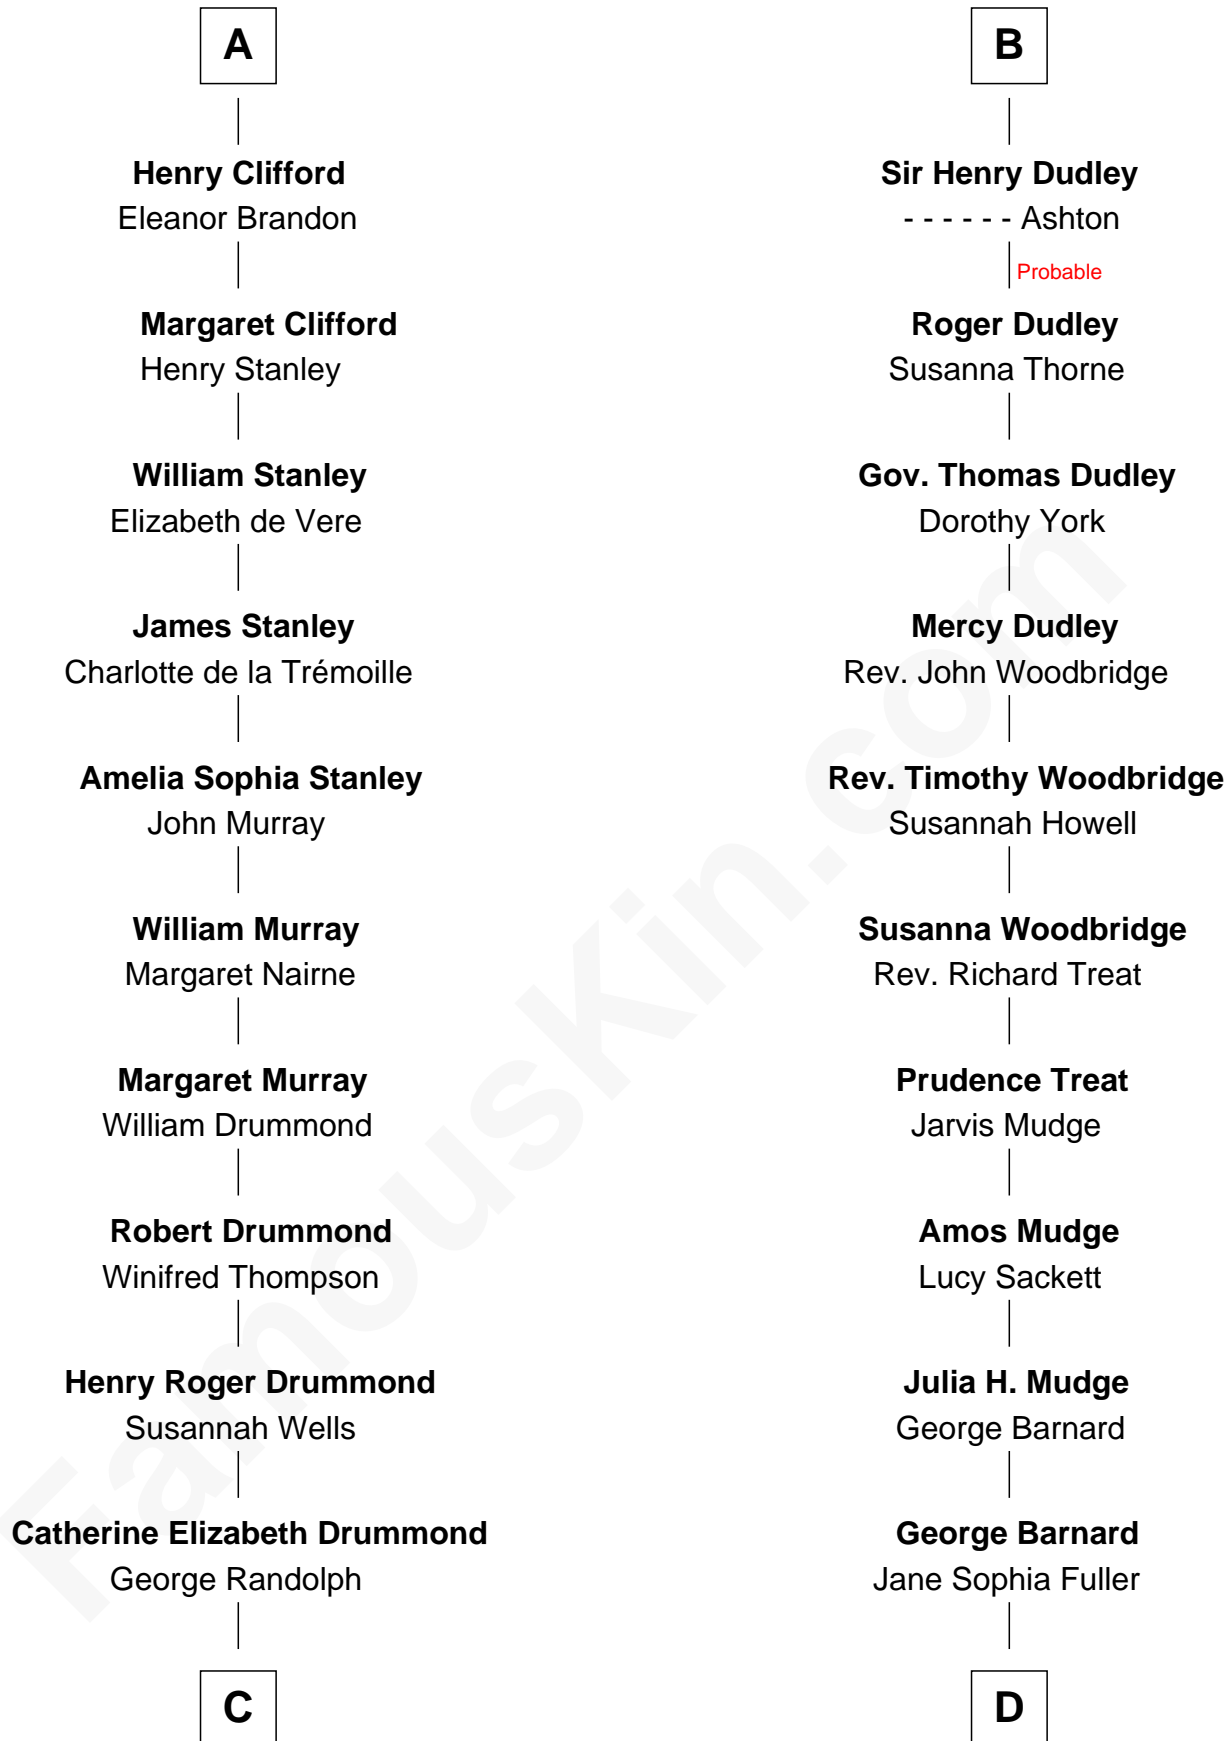 A
Henry Clifford
Eleanor Brandon
Margaret Clifford
Henry Stanley
William Stanley
Elizabeth de Vere
James Stanley
Charlotte de la Trémoille
Amelia Sophia Stanley
John Murray
William Murray
Margaret Nairne
Margaret Murray
William Drummond
Robert Drummond
Winifred Thompson
Henry Roger Drummond
Susannah Wells
Catherine Elizabeth Drummond
George Randolph
C
B
Sir Henry Dudley
- - - - - - Ashton
Probable
Roger Dudley
Susanna Thorne
Gov. Thomas Dudley
Dorothy York
Mercy Dudley
Rev. John Woodbridge
Rev. Timothy Woodbridge
Susannah Howell
Susanna Woodbridge
Rev. Richard Treat
Prudence Treat
Jarvis Mudge
Amos Mudge
Lucy Sackett
Julia H. Mudge
George Barnard
George Barnard
Jane Sophia Fuller
D
FamousKin.com